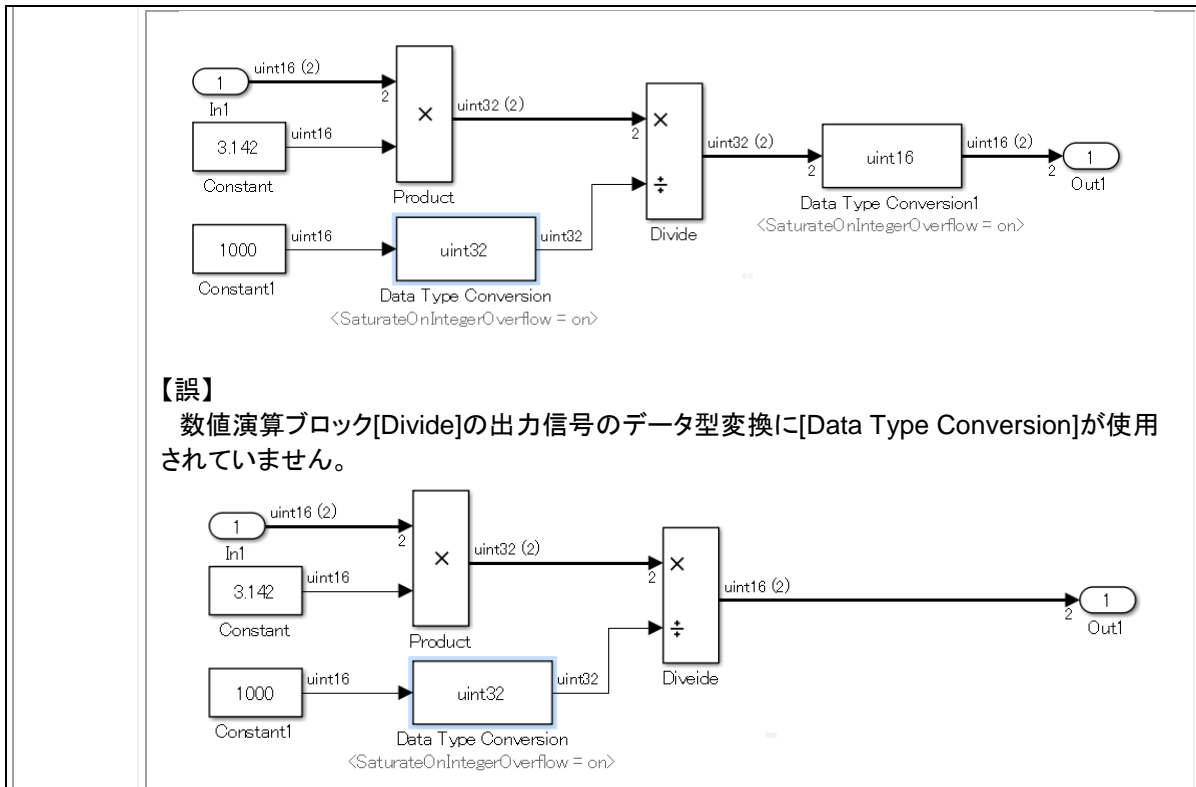 uint16 (2)
1
In1
2
3.142
uint16
Constant
×
Product
uint32 (2)
2
×
÷
Divide
uint32 (2)
2
uint16
Data Type Conversion1
<SaturateOnIntegerOverflow = on>
uint16 (2)
2
1
Out1
1000
uint16
Constant1
uint32
uint32
Data Type Conversion
<SaturateOnIntegerOverflow = on>
【誤】
数値演算ブロック[Divide]の出力信号のデータ型変換に[Data Type Conversion]が使用
されていません。
uint16 (2)
1
In1
2
3.142
uint16
Constant
×
Product
uint32 (2)
2
×
÷
Diveide
uint16 (2)
2
1
Out1
1000
uint16
Constant1
uint32
uint32
Data Type Conversion
<SaturateOnIntegerOverflow = on>